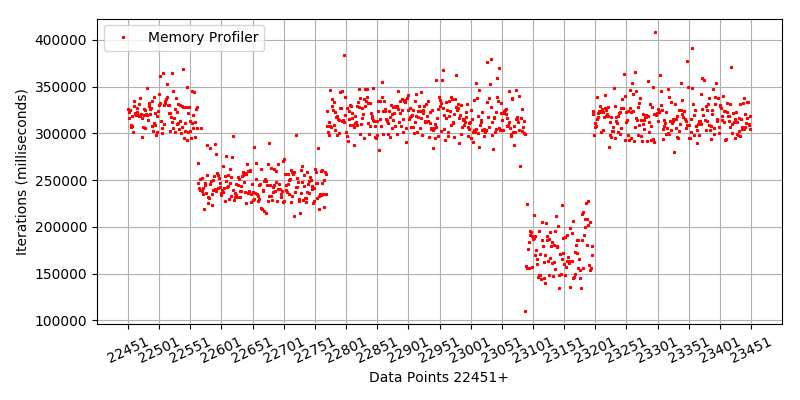 Memory Profiler
400000
350000
300000
250000
200000
150000
100000
Iterations (milliseconds)
22451 22501 22551 22601 22651 22701 22751 22801 22851 22901 22951 23001 23051 23101 23151 23201 23251 23301 23351 23401 23451
Data Points 22451+